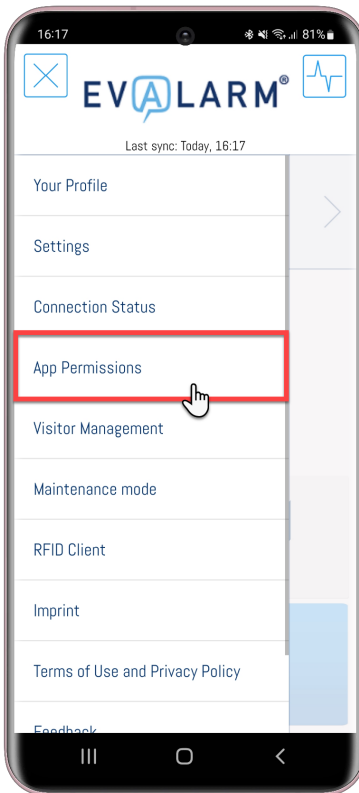 16:17
81%
EVALARM®
Last sync: Today, 16:17
Your Profile
Settings
Connection Status
App Permissions
Visitor Management
Maintenance mode
RFID Client
Imprint
Terms of Use and Privacy Policy
Feedback